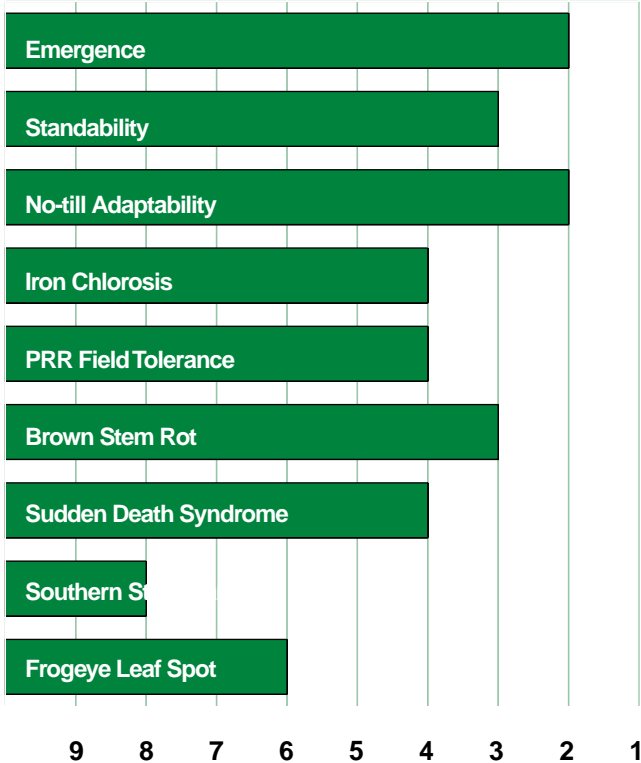 Emergence
Standability
No-till Adaptability
Iron Chlorosis
PRR Field Tolerance
Brown Stem Rot
Sudden Death Syndrome
Southern
Frogeye Leaf Spot
9 8 7 6 5 4 3 2 1